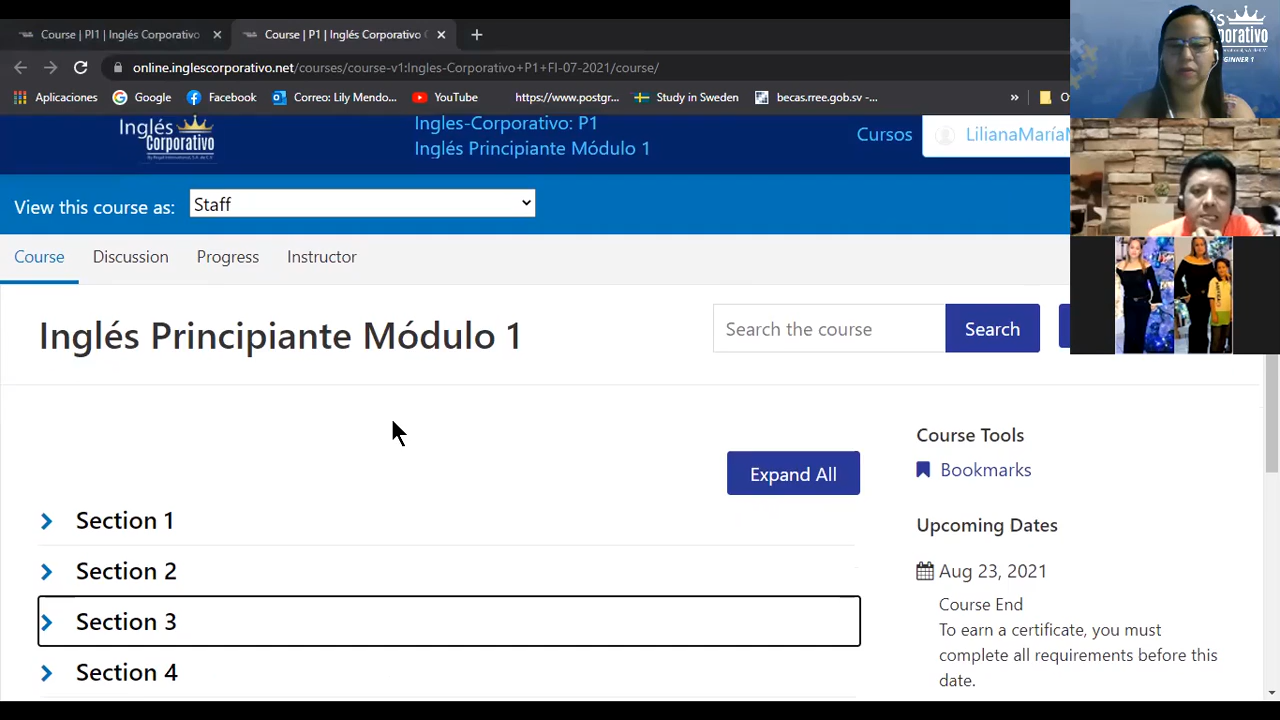 Course | PI1 | Inglés Corporativo
Course | P1 | Inglés Corporativo
online.inglescorporativo.net/courses/course-v1:Ingles-Corporativo+P1+
-07-2021/course/
Aplicaciones
Google
Facebook
Correo: Lily Mendo...
YouTube
https://www.postgr...
Study in Sweden
becas.rree.gob.sv -...
»
Inglés
Corporativo
Ingles-Corporativo: P1
Inglés Principiante Módulo 1
Cursos
LilianaMaríaM
View this course as:
Staff
Course
Discussion
Progress
Instructor
Inglés Principiante Módulo 1
Search the course
Search
Expand All
Section 1
Section 2
Section 3
Section 4
Course Tools
Bookmarks
Upcoming Dates
Aug 23, 2021
Course End
To earn a certificate, you must
complete all requirements before this
date.